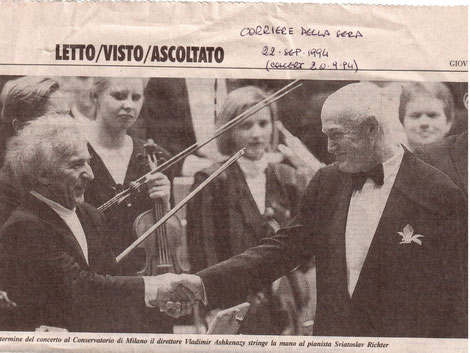 CORRIERE DELLA SERA
LETTO/VISTO/ASCOLTATO
22-SEP.1994
(CONCERT 20.9.94)
GIOV
termine del concerto al Conservatorio di Milano il direttore Vladimir Ashkenazy stringe la mano al pianista Sviatoslav Richter